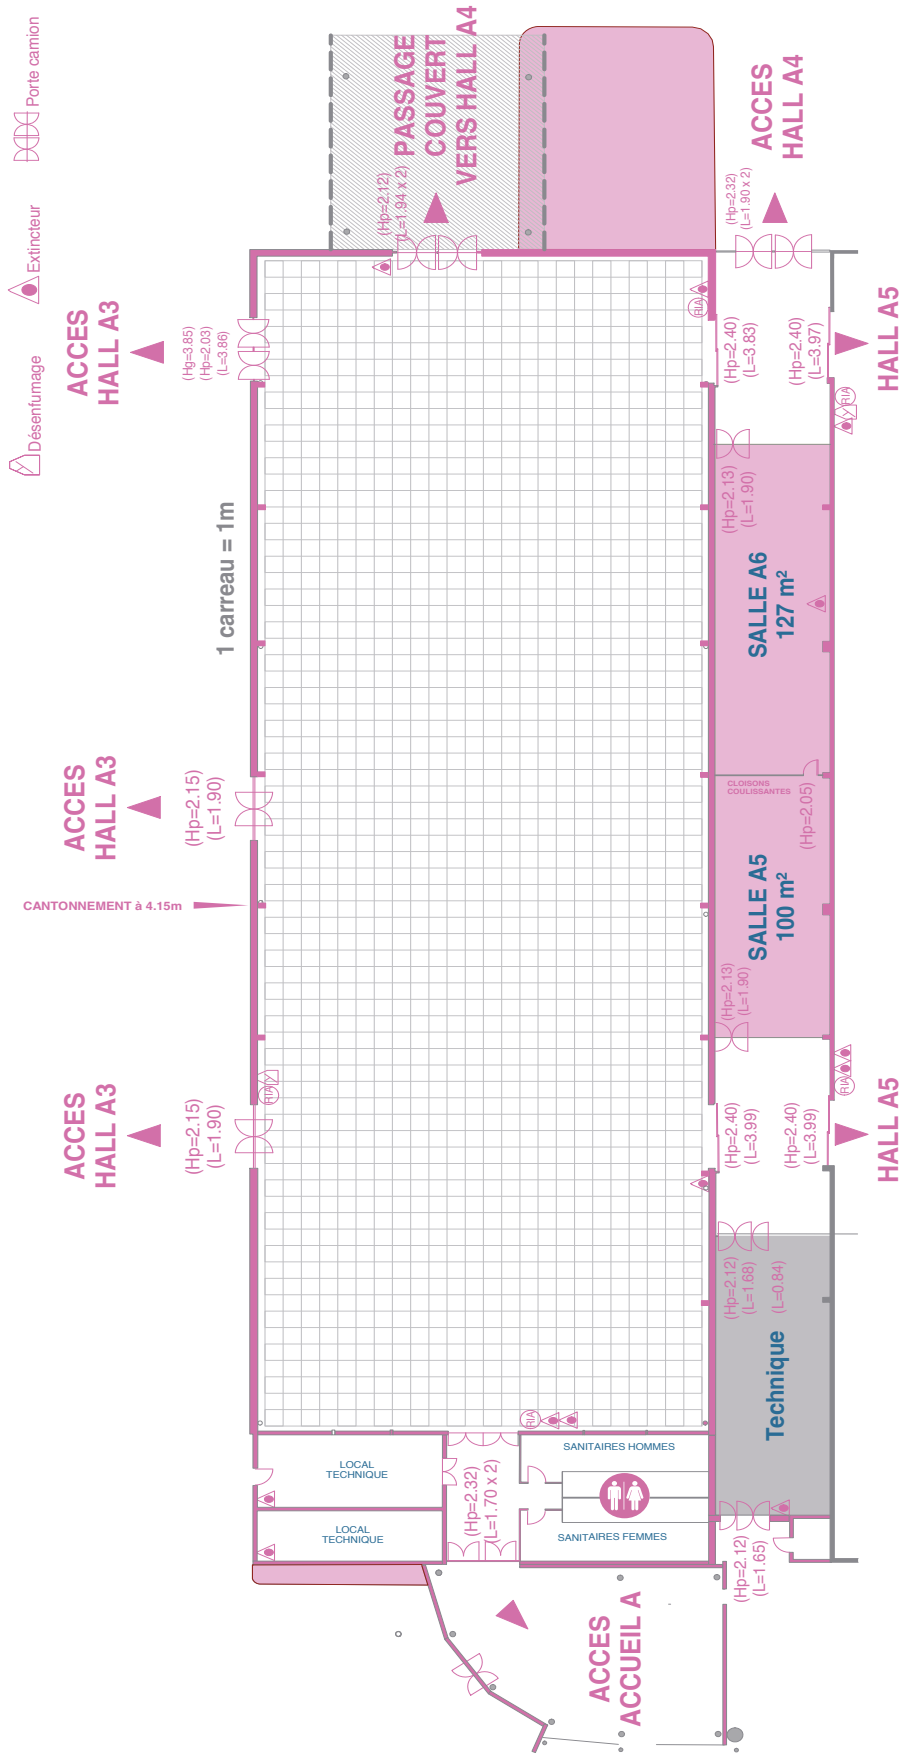 Désenfumage
Extincteur
Porte camion
ACCES
HALL A3
ACCES
HALL A3
ACCES
HALL A3
(Hp=2.15)
(L=1.90)
(Hp=2.15)
(L=1.90)
(Hg=3.85)
(Hp=2.03)
(L=3.86)
CANTONNEMENT à 4.15m
1 carreau = 1m
PASSAGE
COUVERT
VERS HALL A4
(Hp=2.12)
(L=1.94 x 2)
ACCES
HALL A4
(Hp=2.32)
(L=1.90 x 2)
RIA
RIA
RIA
RIA
RIA
(Hp=2.40)
(L=3.83)
(Hp=2.40)
(L=3.97)
HALL A5
(Hp=2.13)
(L=1.90)
SALLE A6
127 m²
CLOISONS
COULISSANTES
(Hp=2.05)
SALLE A5
100 m²
(Hp=2.13)
(L=1.90)
(Hp=2.40)
(L=3.99)
(Hp=2.40)
(L=3.99)
HALL A5
(Hp=2.12)
(L=1.68)
(L=0.84)
Technique
LOCAL
TECHNIQUE
LOCAL
TECHNIQUE
(Hp=2.32)
(L=1.70 x 2)
SANITAIRES HOMMES
SANITAIRES FEMMES
(Hp=2.12)
(L=1.65)
ACCES
ACCUEIL A